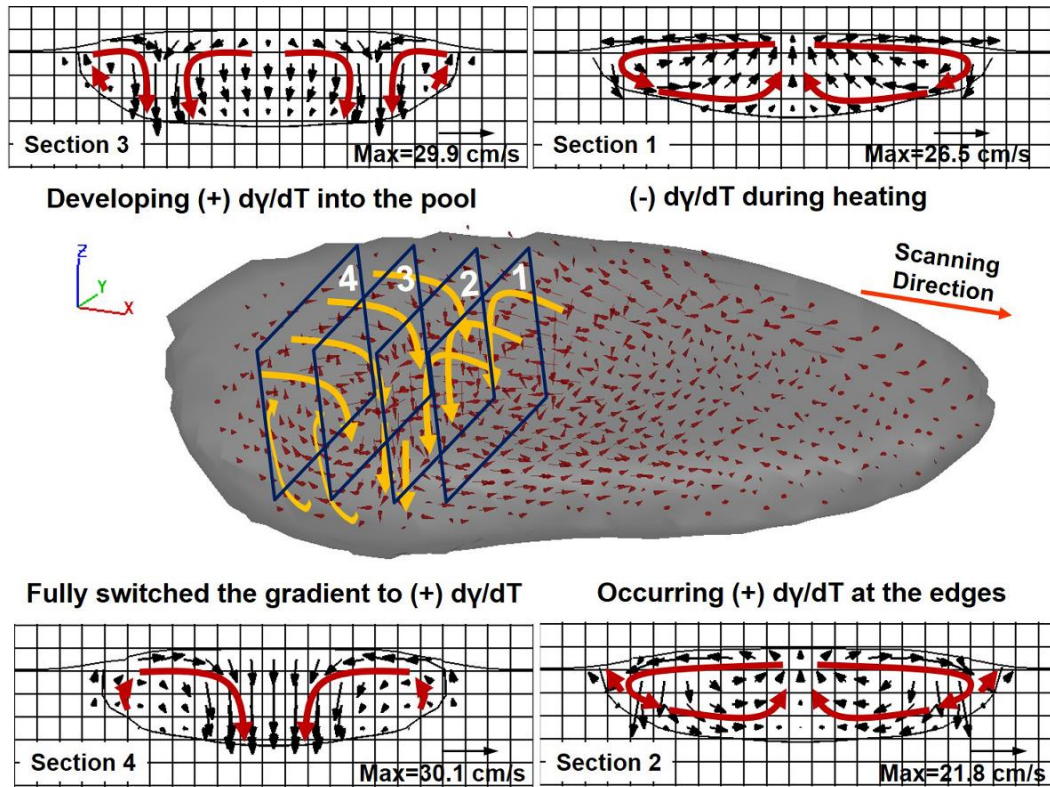 Section 3
Max=29.9 cm/s
Section 1
Max=26.5 cm/s
Developing (+) dγ/dT into the pool
(-) dγ/dT during heating
Z
Y
X
4
3
2
1
Scanning
Direction
Fully switched the gradient to (+) dγ/dT
Occurring (+) dγ/dT at the edges
Section 4
Max=30.1 cm/s
Section 2
Max=21.8 cm/s